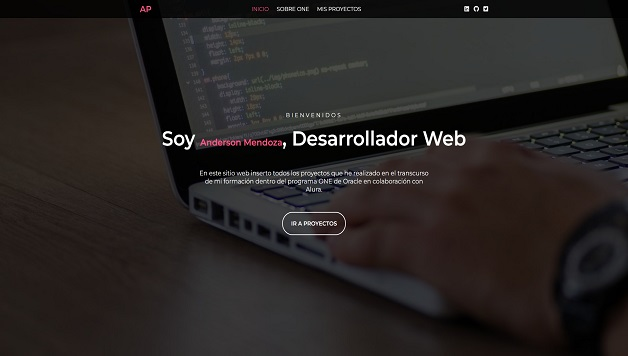 AP
INICIO SOBRE ONE MIS PROYECTOS
BIENVENIDOS
Soy Anderson Mendoza, Desarrollador Web
En este sitio web inserto todos los proyectos que he realizado en el transcurso
de mi formación dentro del programa GNE de Oracle en colaboración con
Alura.
IR A PROYECTOS